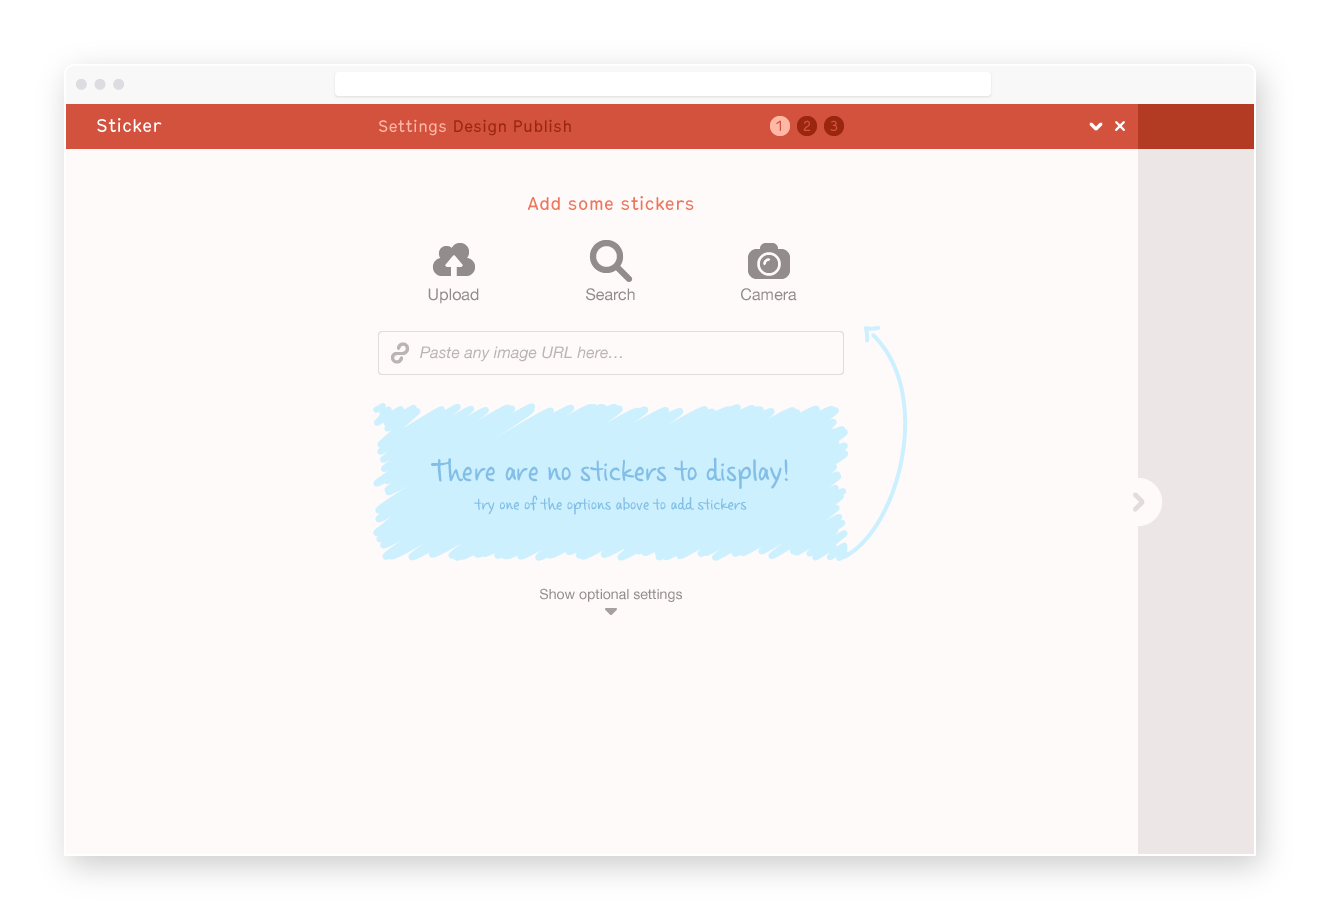 Sticker
Settings Design Publish
1 2 3
Add some stickers
Upload Search Camera
Paste any image URL here...
There are no stickers to display!
try one of the options above to add stickers
Show optional settings